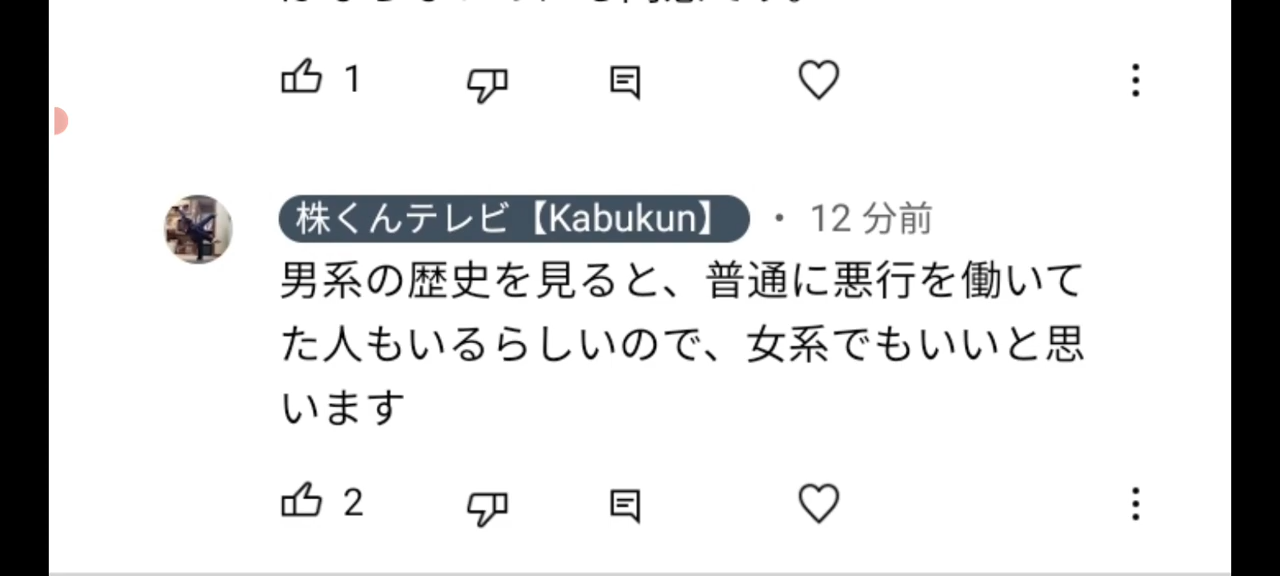 1
株くんテレビ【Kabukun】 ・ 12 分前
男系の歴史を見ると、普通に悪行を働いて
た人もいるらしいので、女系でもいいと思
います
2